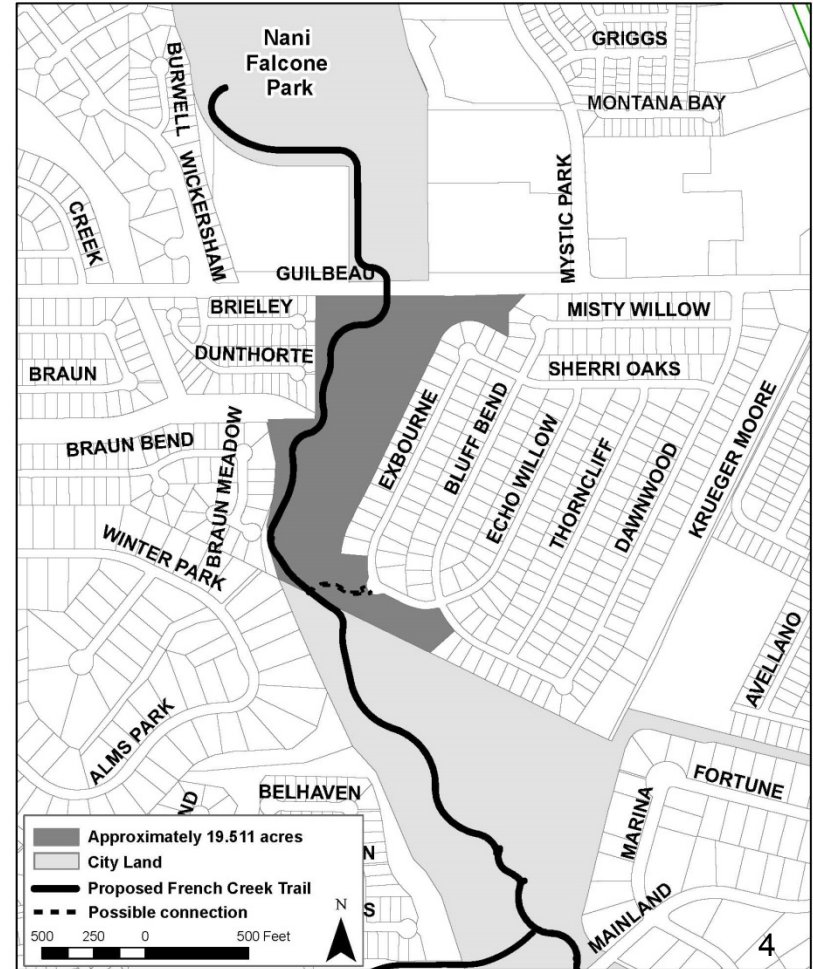 Nani
Falcone
Park
GRIGGS
MONTANA BAY
BURWELL
WICKERSHAM
CREEK
MYSTIC PARK
GUILBEAU
BRIELEY
MISTY WILLOW
DUNTHORTE
SHERRI OAKS
BRAUN
EXBOURNE
BLUFF BEND
BRAUN BEND
BRAUN MEADOW
ECHO WILLOW
THORNCLIFF
DAWNWOOD
KRUEGER MOORE
WINTER PARK
AVELLANO
ALMS PARK
FORTUNE
BELHAVEN
MARINA
ND
N
S
MAINLAND
Approximately 19.511 acres
City Land
Proposed French Creek Trail
Possible connection
N
500 250 0 500 Feet
4